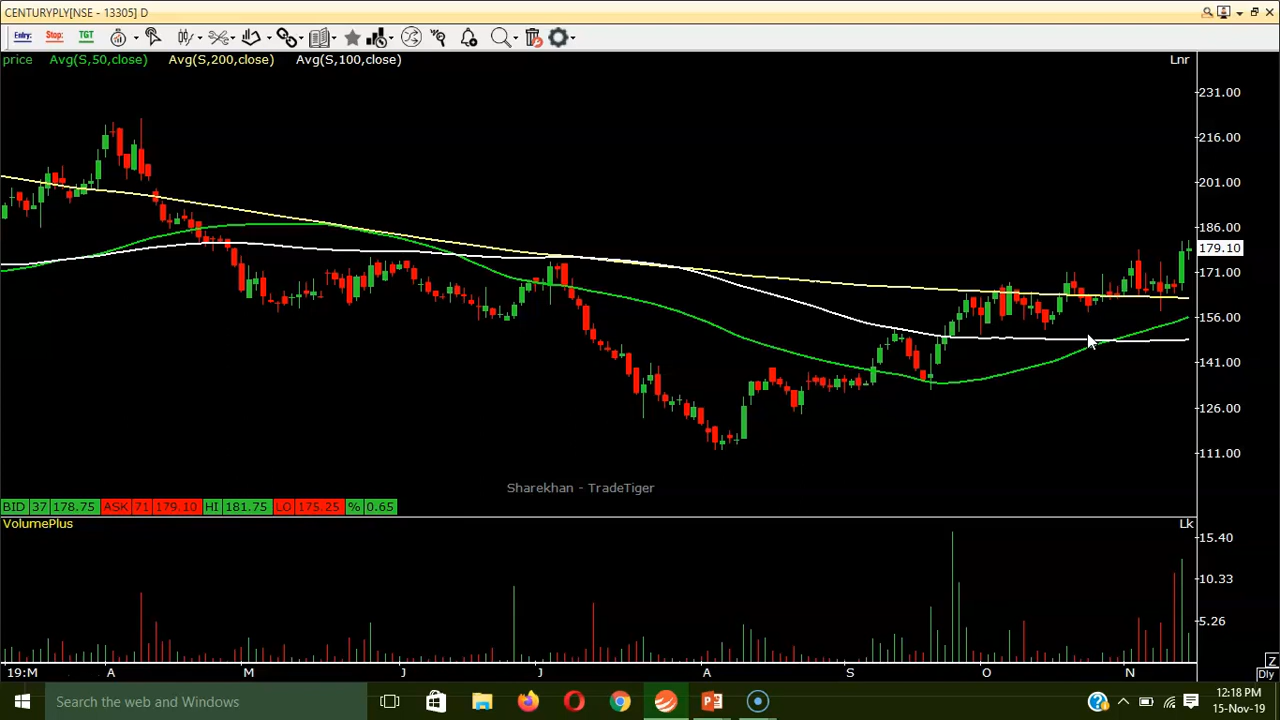 CENTURYPLY[NSE - 13305] D
Entry: Stop: TGT
price Avg(S,50,close) Avg(S,200,close) Avg(S,100,close) Lnr
231.00
216.00
201.00
186.00
179.10
171.00
156.00
141.00
126.00
111.00
Sharekhan - TradeTiger
BID 37 178.75 ASK 71 179.10 HI 181.75 LO 175.25 % 0.65
VolumePlus Lk
15.40
10.33
5.26
Z
19:M A M J J A S O N Dly
Search the web and Windows
12:18 PM
15-Nov-19